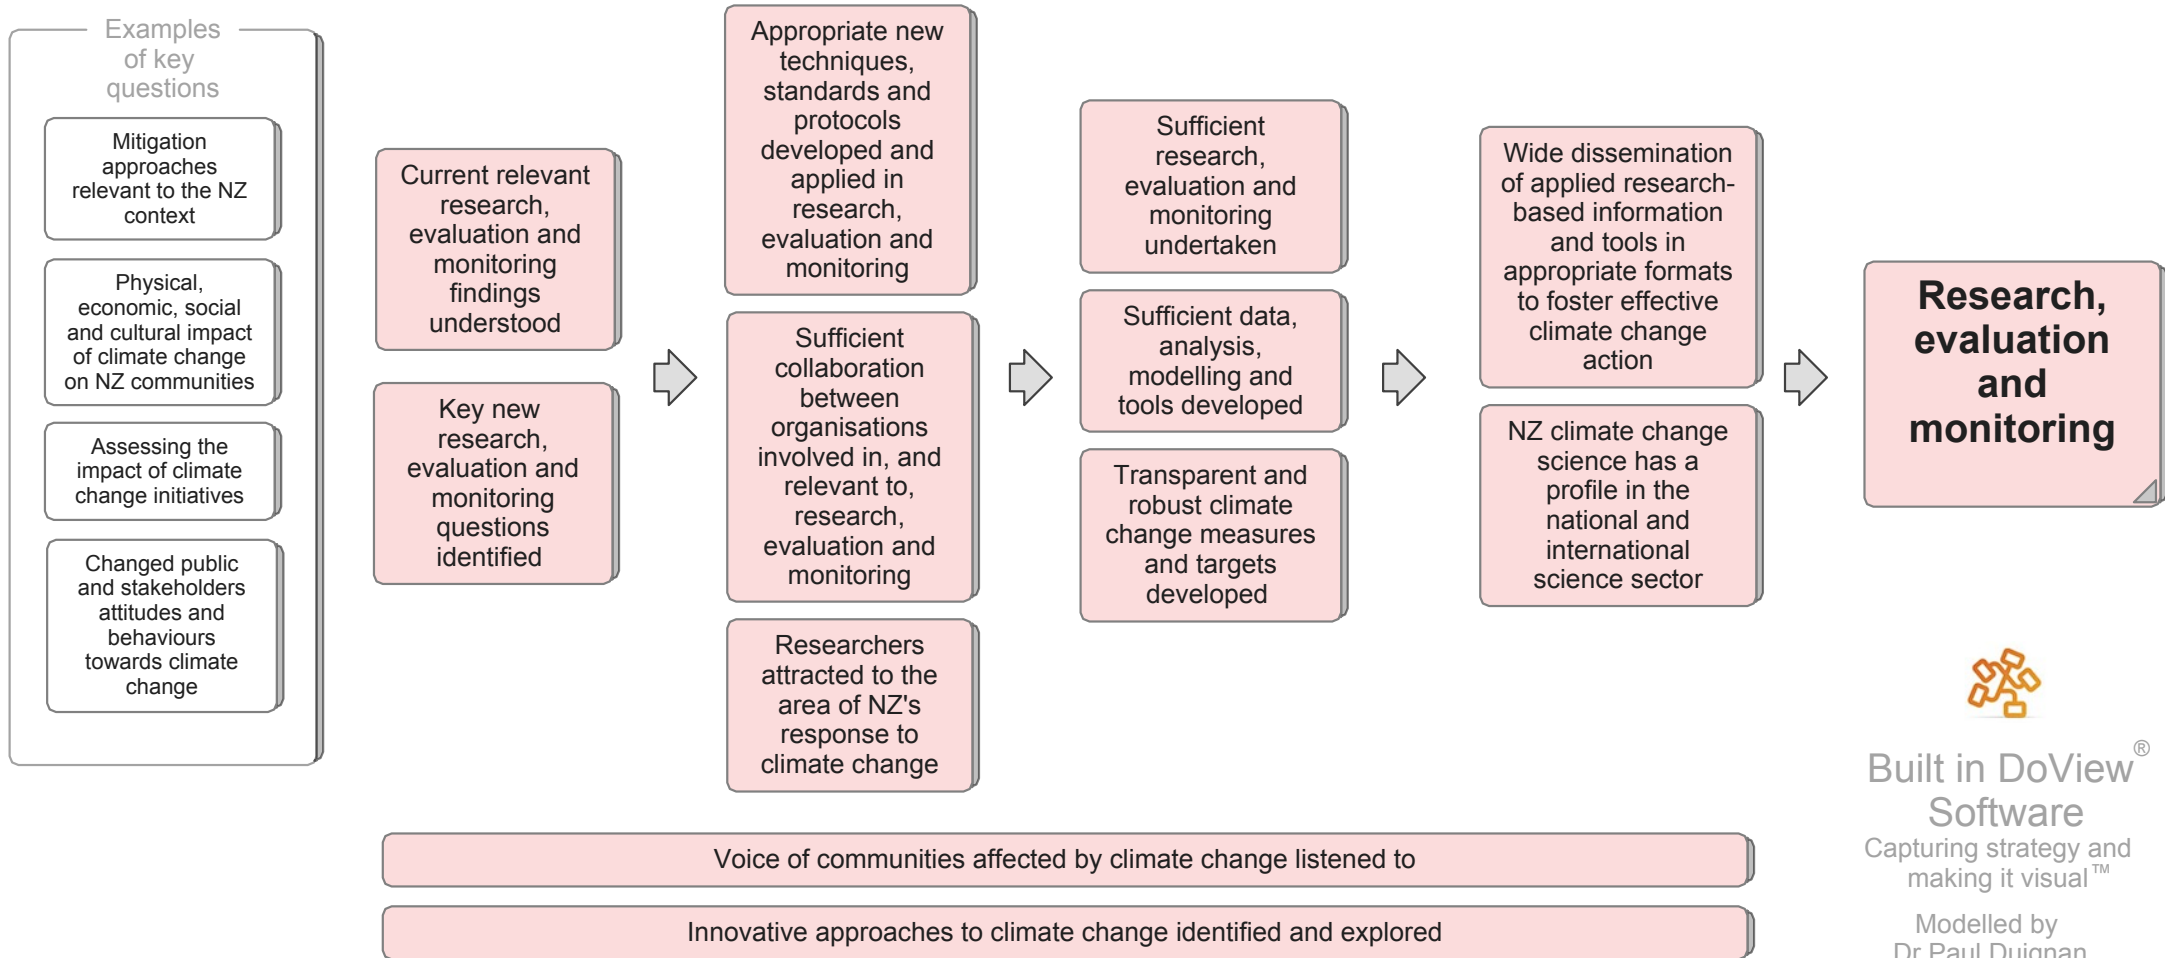 Examples
of key
questions
Mitigation
approaches
relevant to the NZ
context
Physical,
economic, social
and cultural impact
of climate change
on NZ communities
Assessing the
impact of climate
change initiatives
Changed public
and stakeholders
attitudes and
behaviours
towards climate
change
Current relevant
research,
evaluation and
monitoring
findings
understood
Key new
research,
evaluation and
monitoring
questions
identified
Appropriate new
techniques,
standards and
protocols
developed and
applied in
research,
evaluation and
monitoring
Sufficient
collaboration
between
organisations
involved in, and
relevant to,
research,
evaluation and
monitoring
Researchers
attracted to the
area of NZ's
response to
climate change
Sufficient
research,
evaluation and
monitoring
undertaken
Sufficient data,
analysis,
modelling and
tools developed
Transparent and
robust climate
change measures
and targets
developed
Wide dissemination
of applied research-
based information
and tools in
appropriate formats
to foster effective
climate change
action
NZ climate change
science has a
profile in the
national and
international
science sector
Research,
evaluation
and
monitoring
Voice of communities affected by climate change listened to
Innovative approaches to climate change identified and explored
Built in DoView®
Software
Capturing strategy and
making it visual™
Modelled by
Dr Paul Duignan